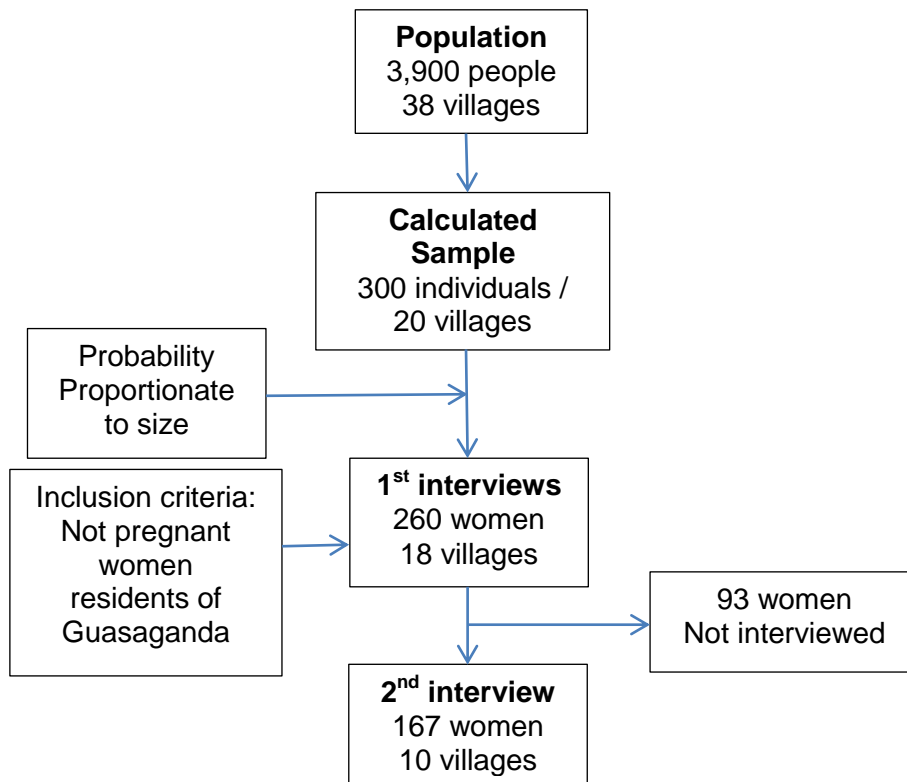 Population
3,900 people
38 villages
Calculated
Sample
300 individuals /
20 villages
Probability
Proportionate
to size
Inclusion criteria:
Not pregnant
women
residents of
Guasaganda
1st interviews
260 women
18 villages
93 women
Not interviewed
2nd interview
167 women
10 villages